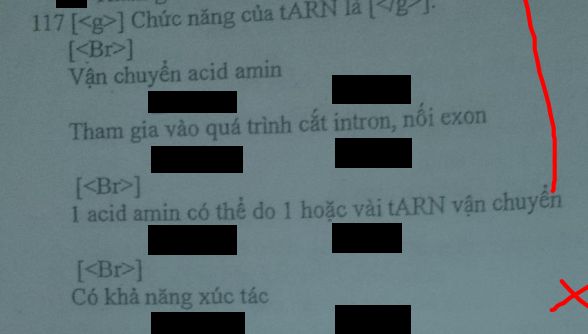 117 [<g>] Chức năng của tARN là [</g>].
[<Br>]
Vận chuyển acid amin
Tham gia vào quá trình cắt intron, nối exon
[<Br>]
1 acid amin có thể do 1 hoặc vài tARN vận chuyển
[<Br>]
Có khả năng xúc tác